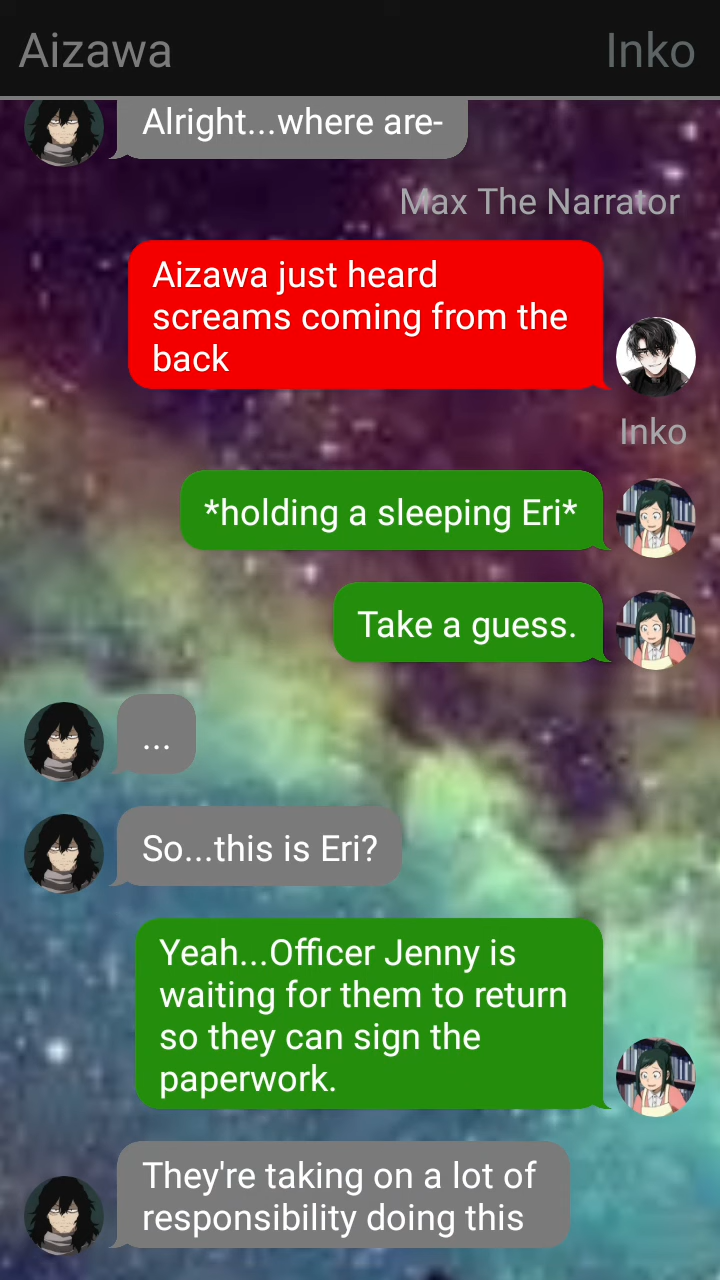 Aizawa
Inko
Alright...where are-
Max The Narrator
Aizawa just heard
screams coming from the
back
Inko
*holding a sleeping Eri*
Take a guess.
...
So...this is Eri?
Yeah...Officer Jenny is
waiting for them to return
so they can sign the
paperwork.
They're taking on a lot of
responsibility doing this